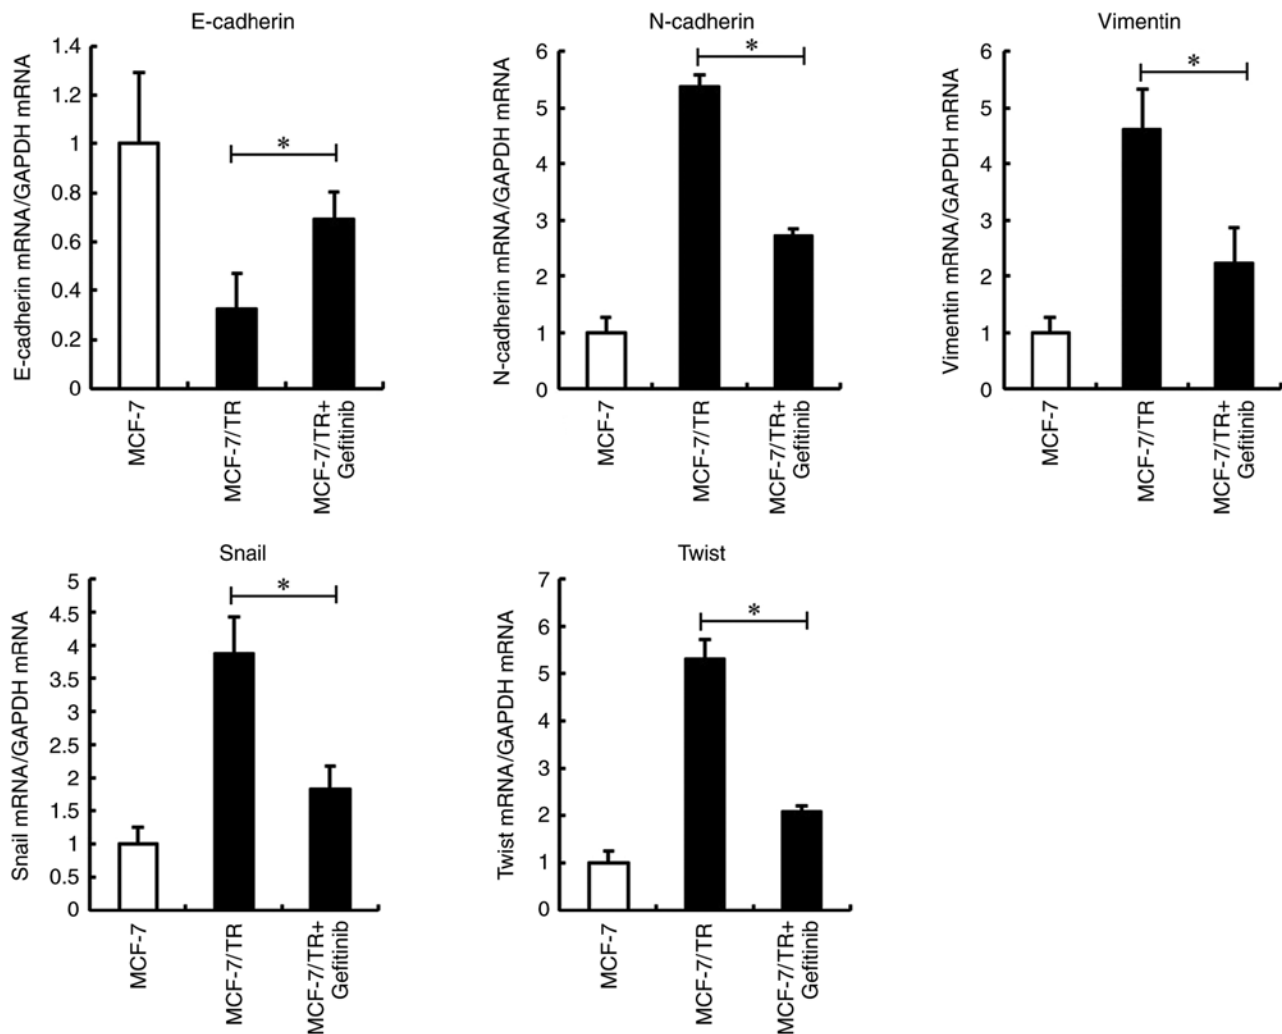 E-cadherin
E-cadherin mRNA/GAPDH mRNA
1.4
1.2
1
0.8
0.6
0.4
0.2
0
*
MCF-7
MCF-7/TR
MCF-7/TR+
Gefitinib
N-cadherin
N-cadherin mRNA/GAPDH mRNA
6
5
4
3
2
1
0
*
MCF-7
MCF-7/TR
MCF-7/TR+
Gefitinib
Vimentin
Vimentin mRNA/GAPDH mRNA
6
5
4
3
2
1
0
*
MCF-7
MCF-7/TR
MCF-7/TR+
Gefitinib
Snail
Snail mRNA/GAPDH mRNA
5
4.5
4
3.5
3
2.5
2
1.5
1
0.5
0
*
MCF-7
MCF-7/TR
MCF-7/TR+
Gefitinib
Twist
Twist mRNA/GAPDH mRNA
7
6
5
4
3
2
1
0
*
MCF-7
MCF-7/TR
MCF-7/TR+
Gefitinib